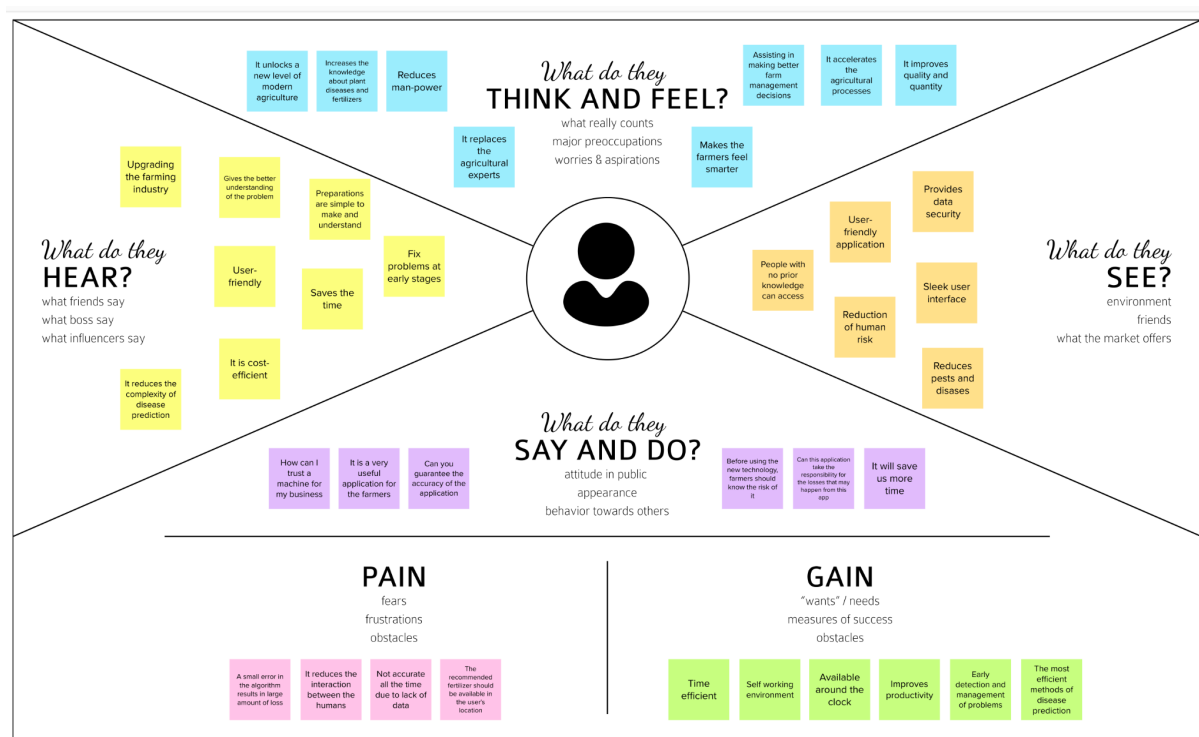 It unlocks a
new level of
modern
agriculture
Increases the
knowledge
about plant
diseases and
fertilizers
Reduces
man-power
What do they
THINK AND FEEL?
what really counts
major preoccupations
worries & aspirations
Assisting in
making better
farm
management
decisions
It accelerates
the
agricultural
processes
It improves
quality and
quantity
It replaces
the
agricultural
experts
Makes the
farmers feel
smarter
Upgrading
the farming
industry
Gives the better
understanding
of the problem
Preparations
are simple to
make and
understand
User-
friendly
Saves the
time
Fix
problems at
early stages
What do they
HEAR?
what friends say
what boss say
what influencers say
It is cost-
efficient
It reduces the
complexity of
disease
prediction
Provides
data
security
User-
friendly
application
People with
no prior
knowledge
can access
Sleek user
interface
Reduction
of human
risk
Reduces
pests and
disases
What do they
SEE?
environment
friends
what the market offers
What do they
SAY AND DO?
attitude in public
appearance
behavior towards others
How can I
trust a
machine for
my business
It is a very
useful
application for
the farmers
Can you
guarantee the
accuracy of the
application
Before using the
new technology,
farmers should
know the risk of
it
Can this application
take the
responsibility for
the losses that may
happen from this
app
It will save
us more
time
PAIN
fears
frustrations
obstacles
A small error in
the algorithm
results in large
amount of loss
It reduces the
interaction
between the
humans
Not accurate
all the time
due to lack of
data
The
recommended
fertilizer should
be available in
the user's
location
GAIN
"wants" / needs
measures of success
obstacles
Time
efficient
Self working
environment
Available
around the
clock
Improves
productivity
Early
detection and
management
of problems
The most
efficient
methods of
disease
prediction